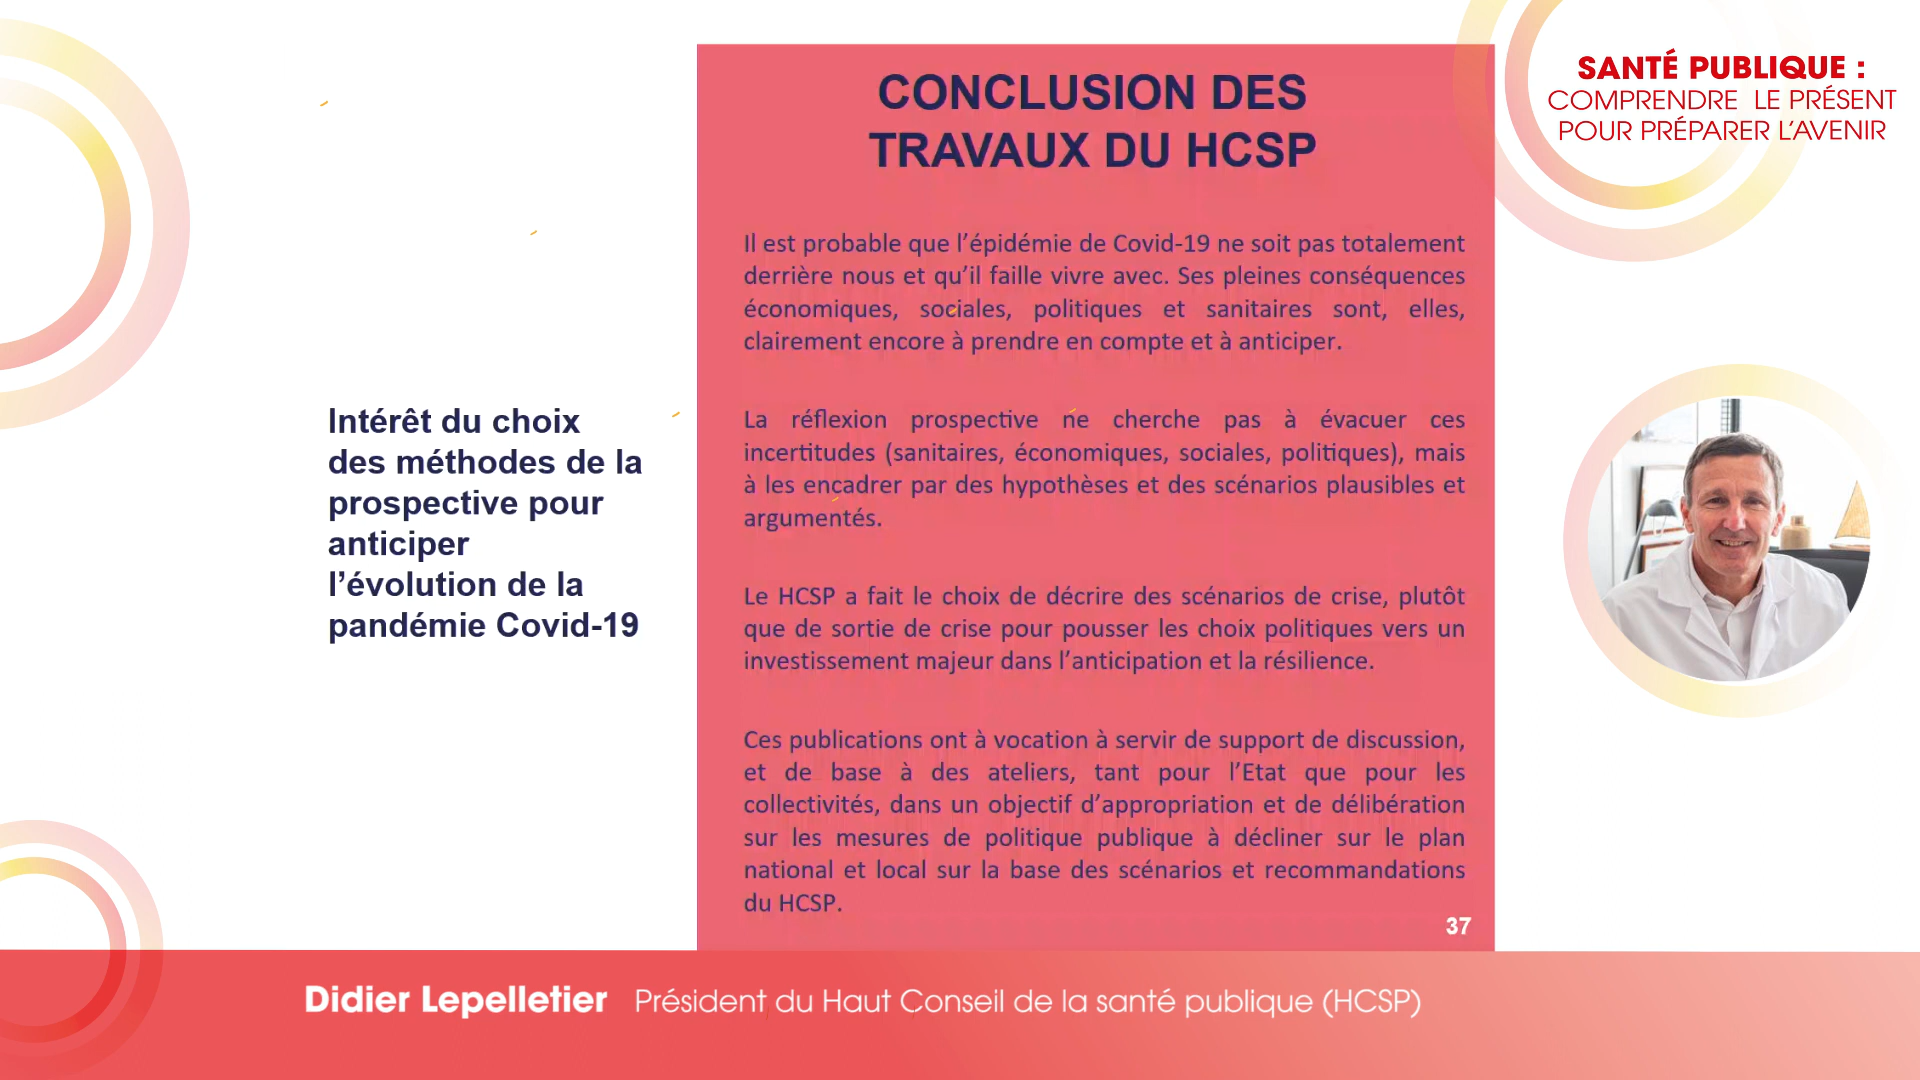 SANTÉ PUBLIQUE :
COMPRENDRE LE PRÉSENT
POUR PRÉPARER L'AVENIR
CONCLUSION DES
TRAVAUX DU HCSP
Intérêt du choix
des méthodes de la
prospective pour
anticiper
l’évolution de la
pandémie Covid-19
Il est probable que l’épidémie de Covid-19 ne soit pas totalement
derrière nous et qu’il faille vivre avec. Ses pleines conséquences
économiques, sociales, politiques et sanitaires sont, elles,
clairement encore à prendre en compte et à anticiper.
La réflexion prospective ne cherche pas à évacuer ces
incertitudes (sanitaires, économiques, sociales, politiques), mais
à les encadrer par des hypothèses et des scénarios plausibles et
argumentés.
Le HCSP a fait le choix de décrire des scénarios de crise, plutôt
que de sortie de crise pour pousser les choix politiques vers un
investissement majeur dans l’anticipation et la résilience.
Ces publications ont à vocation à servir de support de discussion,
et de base à des ateliers, tant pour l’Etat que pour les
collectivités, dans un objectif d’appropriation et de délibération
sur les mesures de politique publique à décliner sur le plan
national et local sur la base des scénarios et recommandations
du HCSP.
37
Didier Lepelletier Président du Haut Conseil de la santé publique (HCSP)